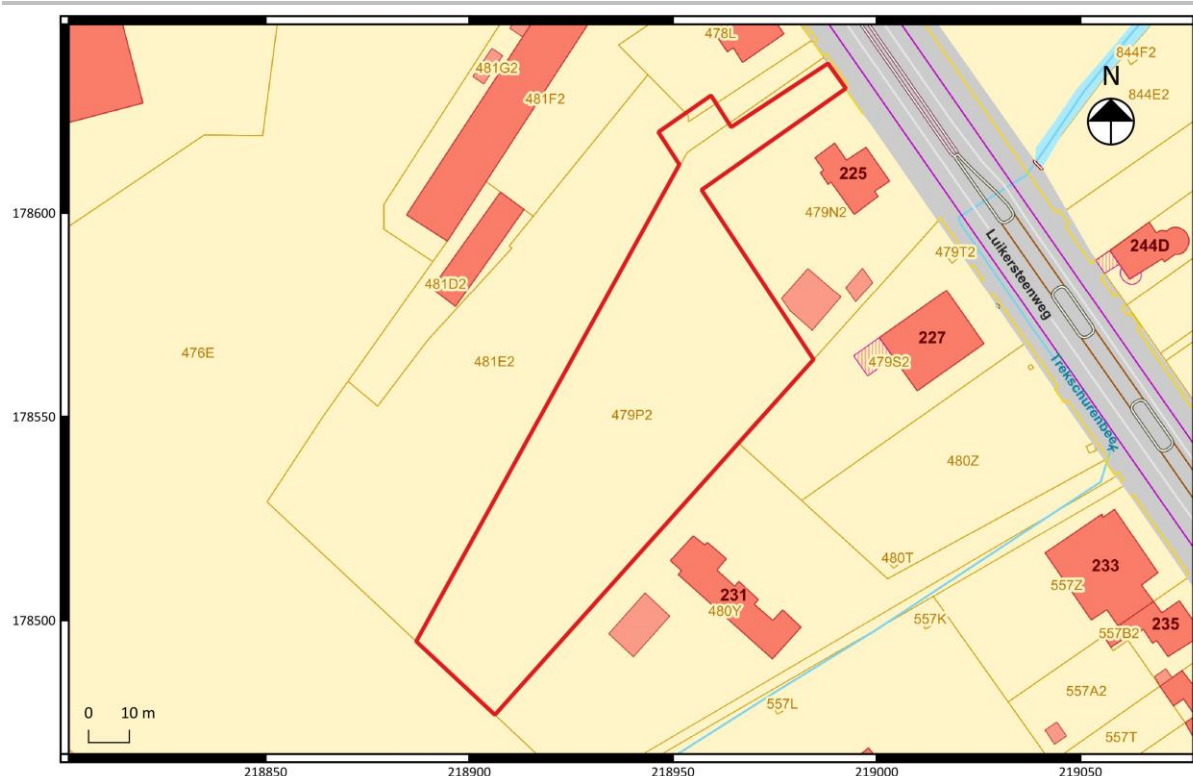 478L
844F2
N
481G2
481F2
844E2
225
178600
479N2
244D
479T2
Luikersteenweg
481D2
227
476E
481E2
479S2
Trekschurenbeek
178550
479P2
480Z
480T
233
557Z
231
480Y
557K
235
178500
557B2
557A2
557L
0 10 m
557T
218850 218900 218950 219000 219050